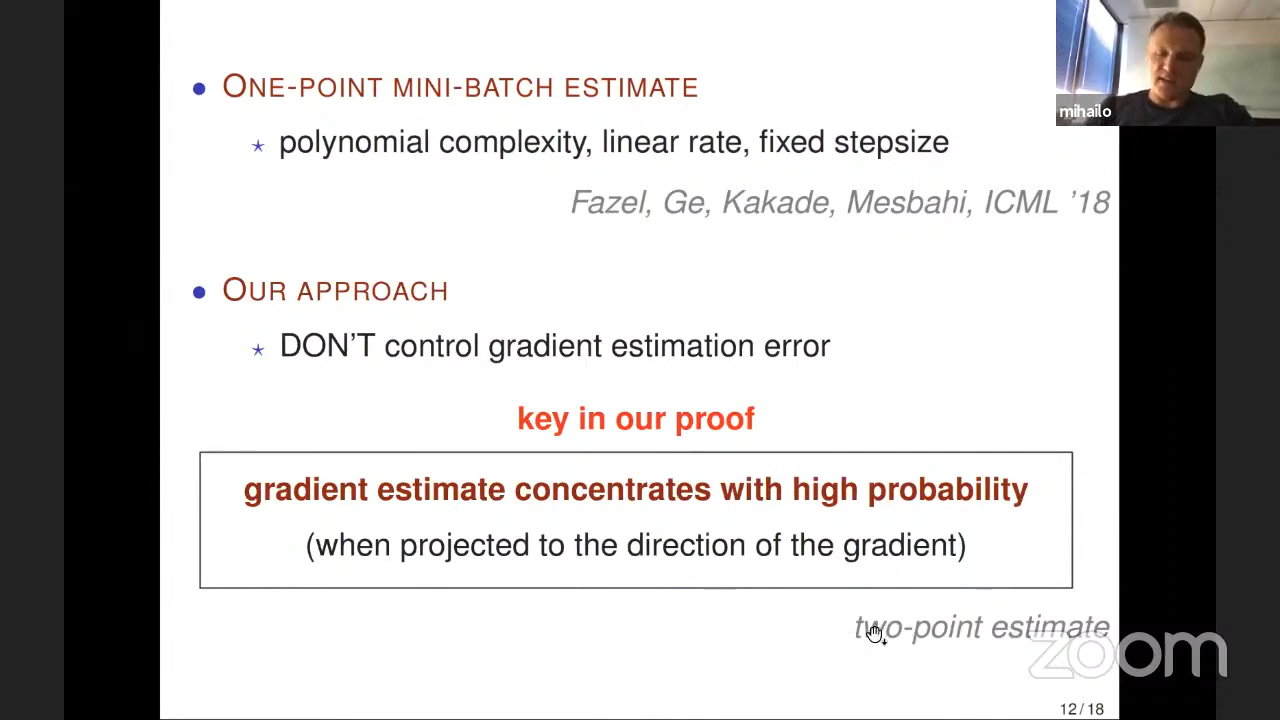 mihailo
• ONE-POINT MINI-BATCH ESTIMATE
⋆ polynomial complexity, linear rate, fixed stepsize
Fazel, Ge, Kakade, Mesbahi, ICML '18
• OUR APPROACH
⋆ DON'T control gradient estimation error
key in our proof
gradient estimate concentrates with high probability
(when projected to the direction of the gradient)
two-point estimate
zoom
12/18